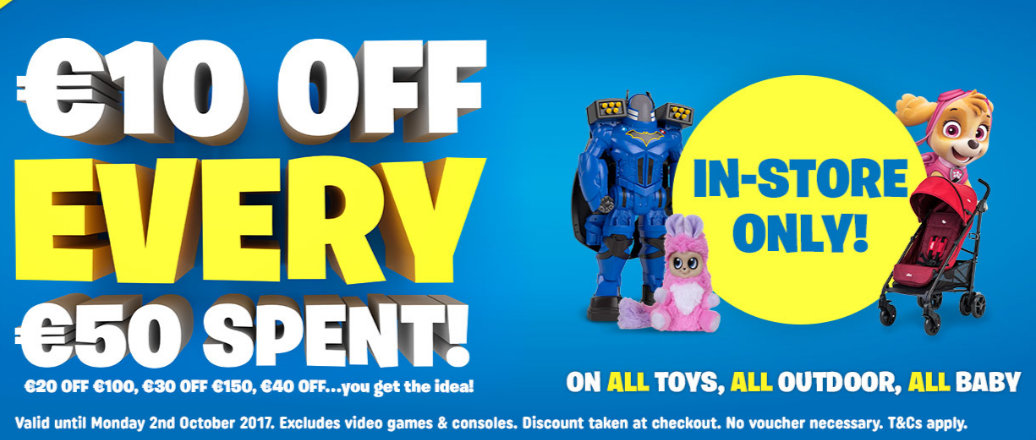 €10 OFF
EVERY
€50 SPENT!
€20 OFF €100, €30 OFF €150, €40 OFF...you get the idea!
IN-STORE
ONLY!
ON ALL TOYS, ALL OUTDOOR, ALL BABY
Valid until Monday 2nd October 2017. Excludes video games & consoles. Discount taken at checkout. No voucher necessary. T&Cs apply.